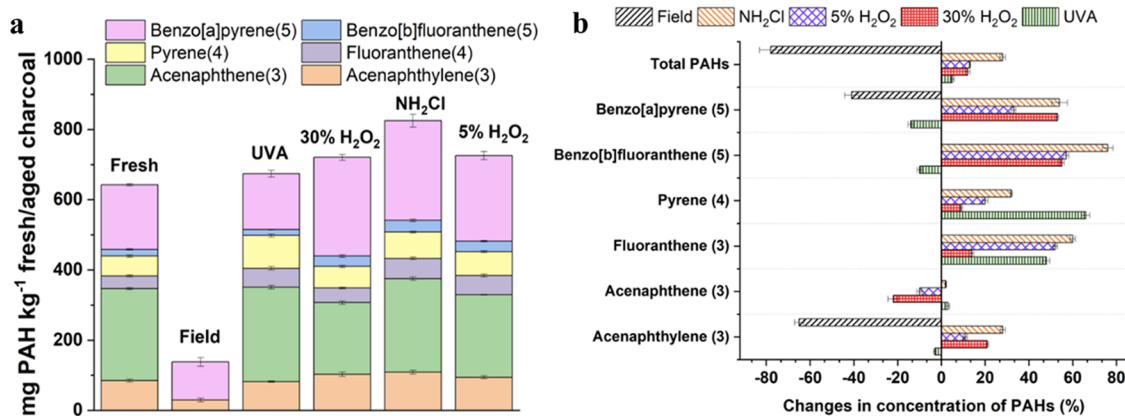 a
Benzo[a]pyrene(5)
Benzo[b]fluoranthene(5)
Pyrene(4)
Fluoranthene(4)
Acenaphthene(3)
Acenaphthylene(3)
mg PAH kg⁻¹ fresh/aged charcoal
1000
800
600
400
200
0
Fresh
Field
UVA
30% H₂O₂
NH₂Cl
5% H₂O₂
b
Field
NH₂Cl
5% H₂O₂
30% H₂O₂
UVA
Total PAHs
Benzo[a]pyrene (5)
Benzo[b]fluoranthene (5)
Pyrene (4)
Fluoranthene (3)
Acenaphthene (3)
Acenaphthylene (3)
-80 -60 -40 -20 0 20 40 60 80
Changes in concentration of PAHs (%)